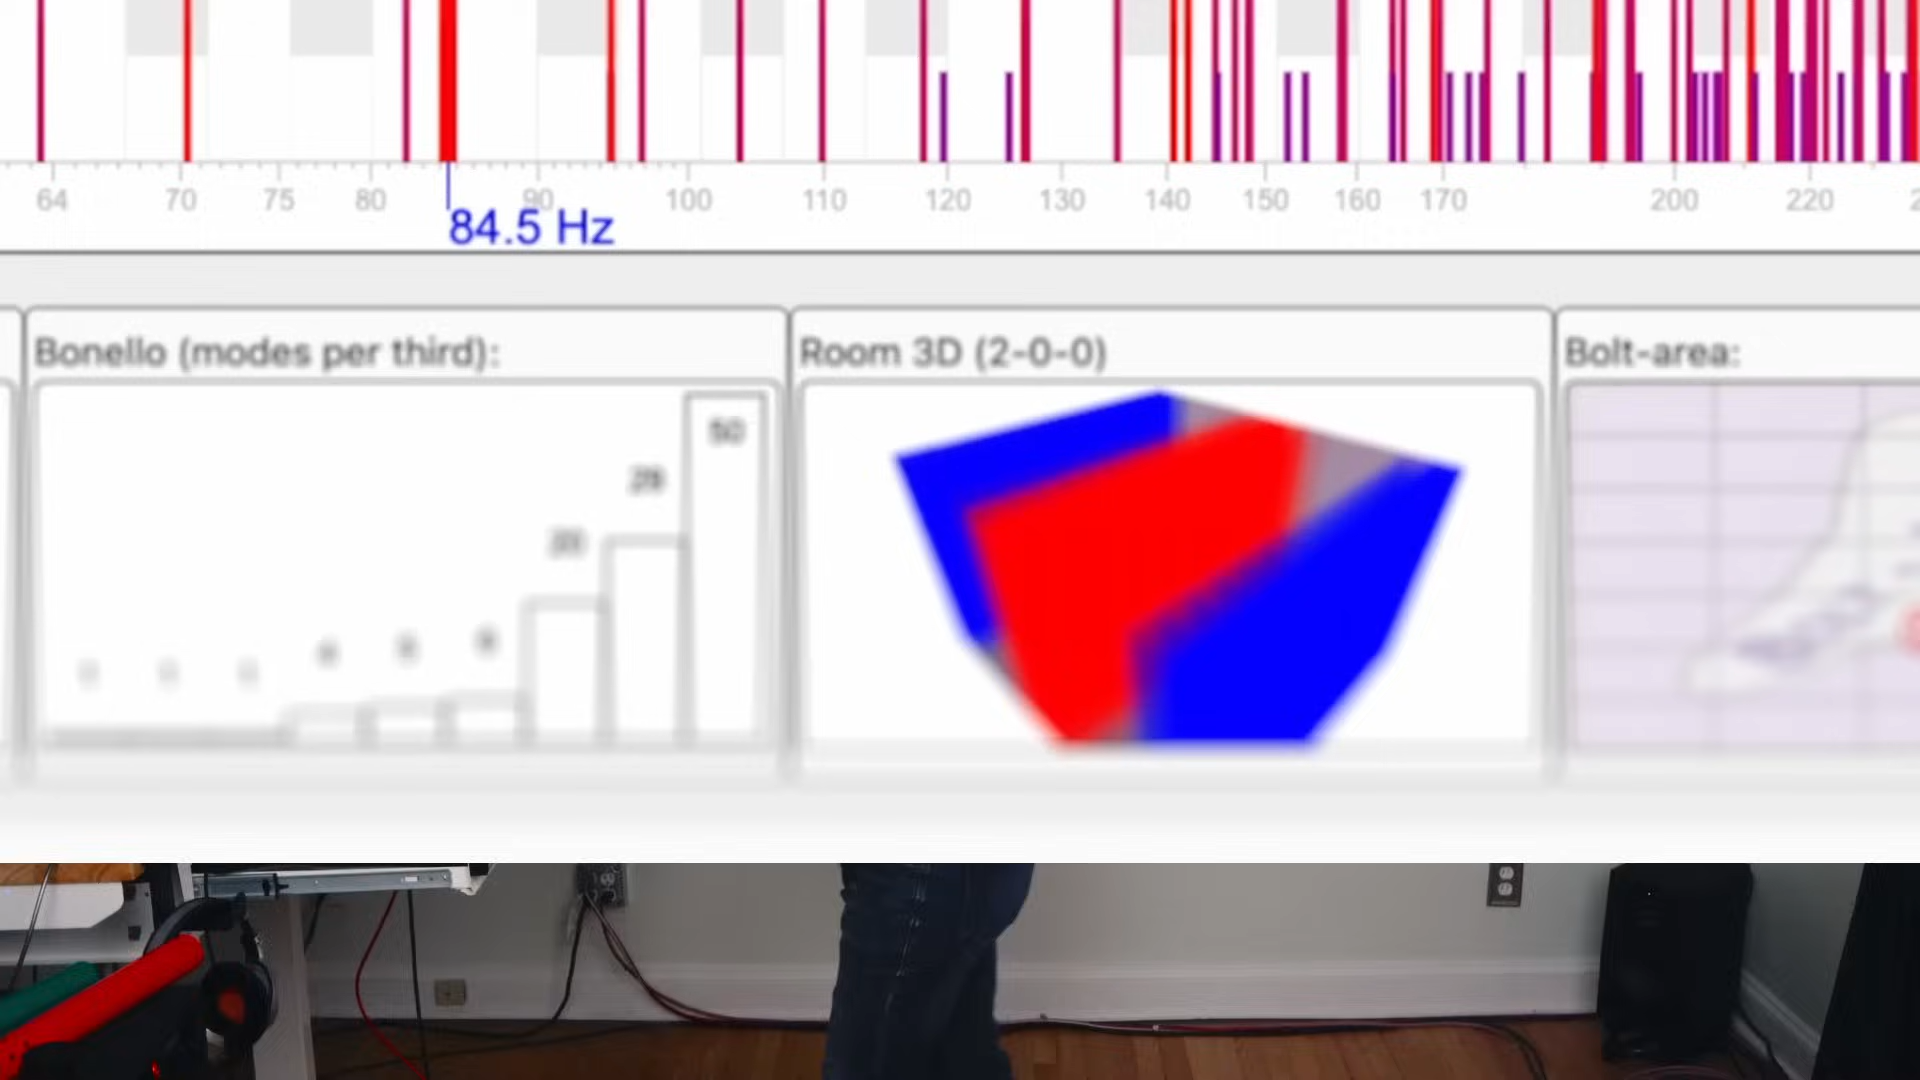 64 70 75 80 90 100 110 120 130 140 150 160 170 200 220
84.5 Hz
Bonello (modes per third):
Room 3D (2-0-0)
Bolt-area:
50
28
20